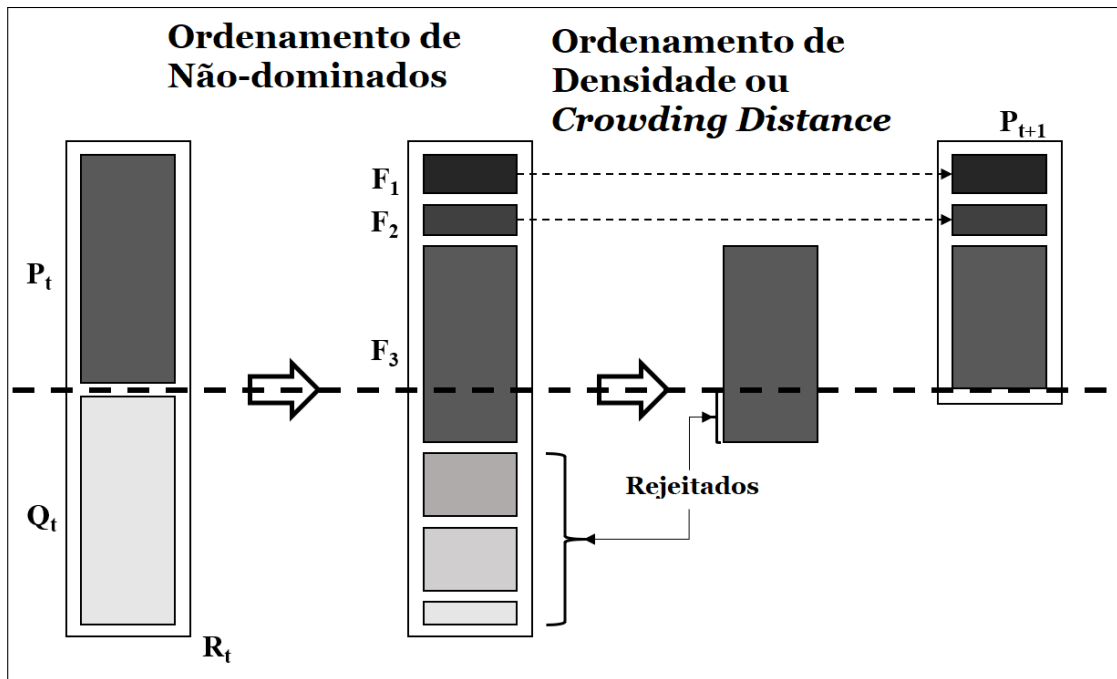 Ordenamento de
Não-dominados
Ordenamento de
Densidade ou
Crowding Distance
Pt+1
F1
F2
Pt
F3
Rejeitados
Qt
Rt